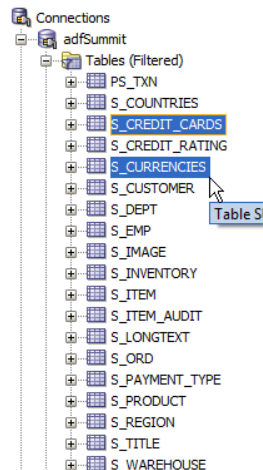 Connections
adfSummit
Tables (Filtered)
PS_TXN
S_COUNTRIES
S_CREDIT_CARDS
S_CREDIT_RATING
S_CURRENCIES
S_CUSTOMER
S_DEPT
Table S
S_EMP
S_IMAGE
S_INVENTORY
S_ITEM
S_ITEM_AUDIT
S_LONGTEXT
S_ORD
S_PAYMENT_TYPE
S_PRODUCT
S_REGION
S_TITLE
S_WAREHOUSE